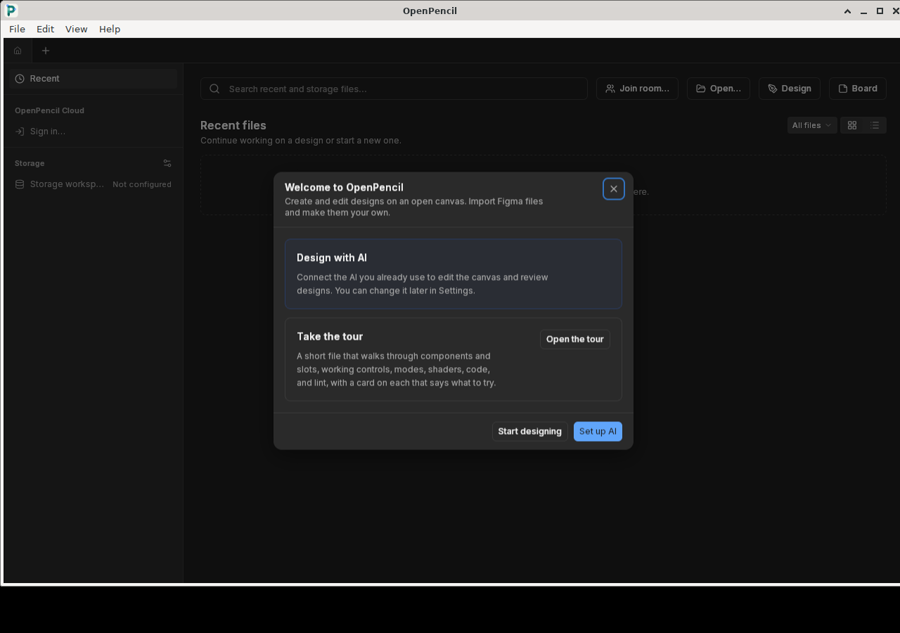 OpenPencil
File Edit View Help
Recent
OpenPencil Cloud
Sign in...
Storage
Storage worksp... Not configured
Search recent and storage files...
Join room...
Open...
Design
Board
Recent files
All files
Continue working on a design or start a new one.
ere.
Welcome to OpenPencil
Create and edit designs on an open canvas. Import Figma files
and make them your own.
Design with AI
Connect the AI you already use to edit the canvas and review
designs. You can change it later in Settings.
Take the tour
Open the tour
A short file that walks through components and
slots, working controls, modes, shaders, code,
and lint, with a card on each that says what to try.
Start designing
Set up AI